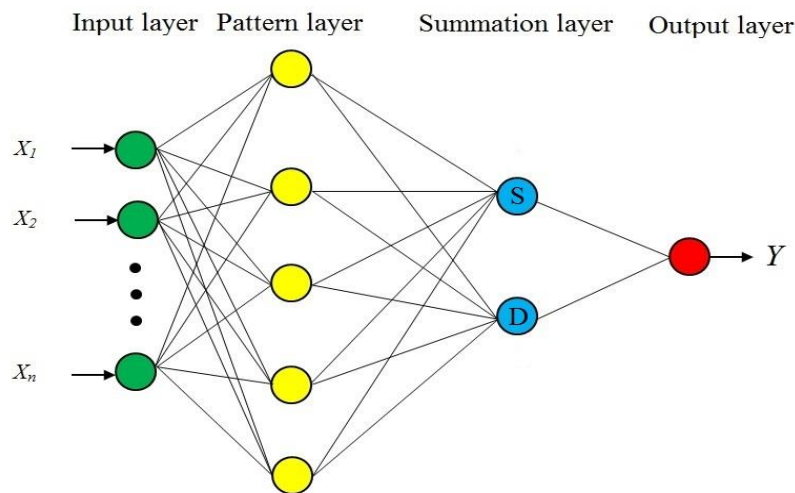 Input layer Pattern layer Summation layer Output layer
X1
X2
Xn
S
D
Y